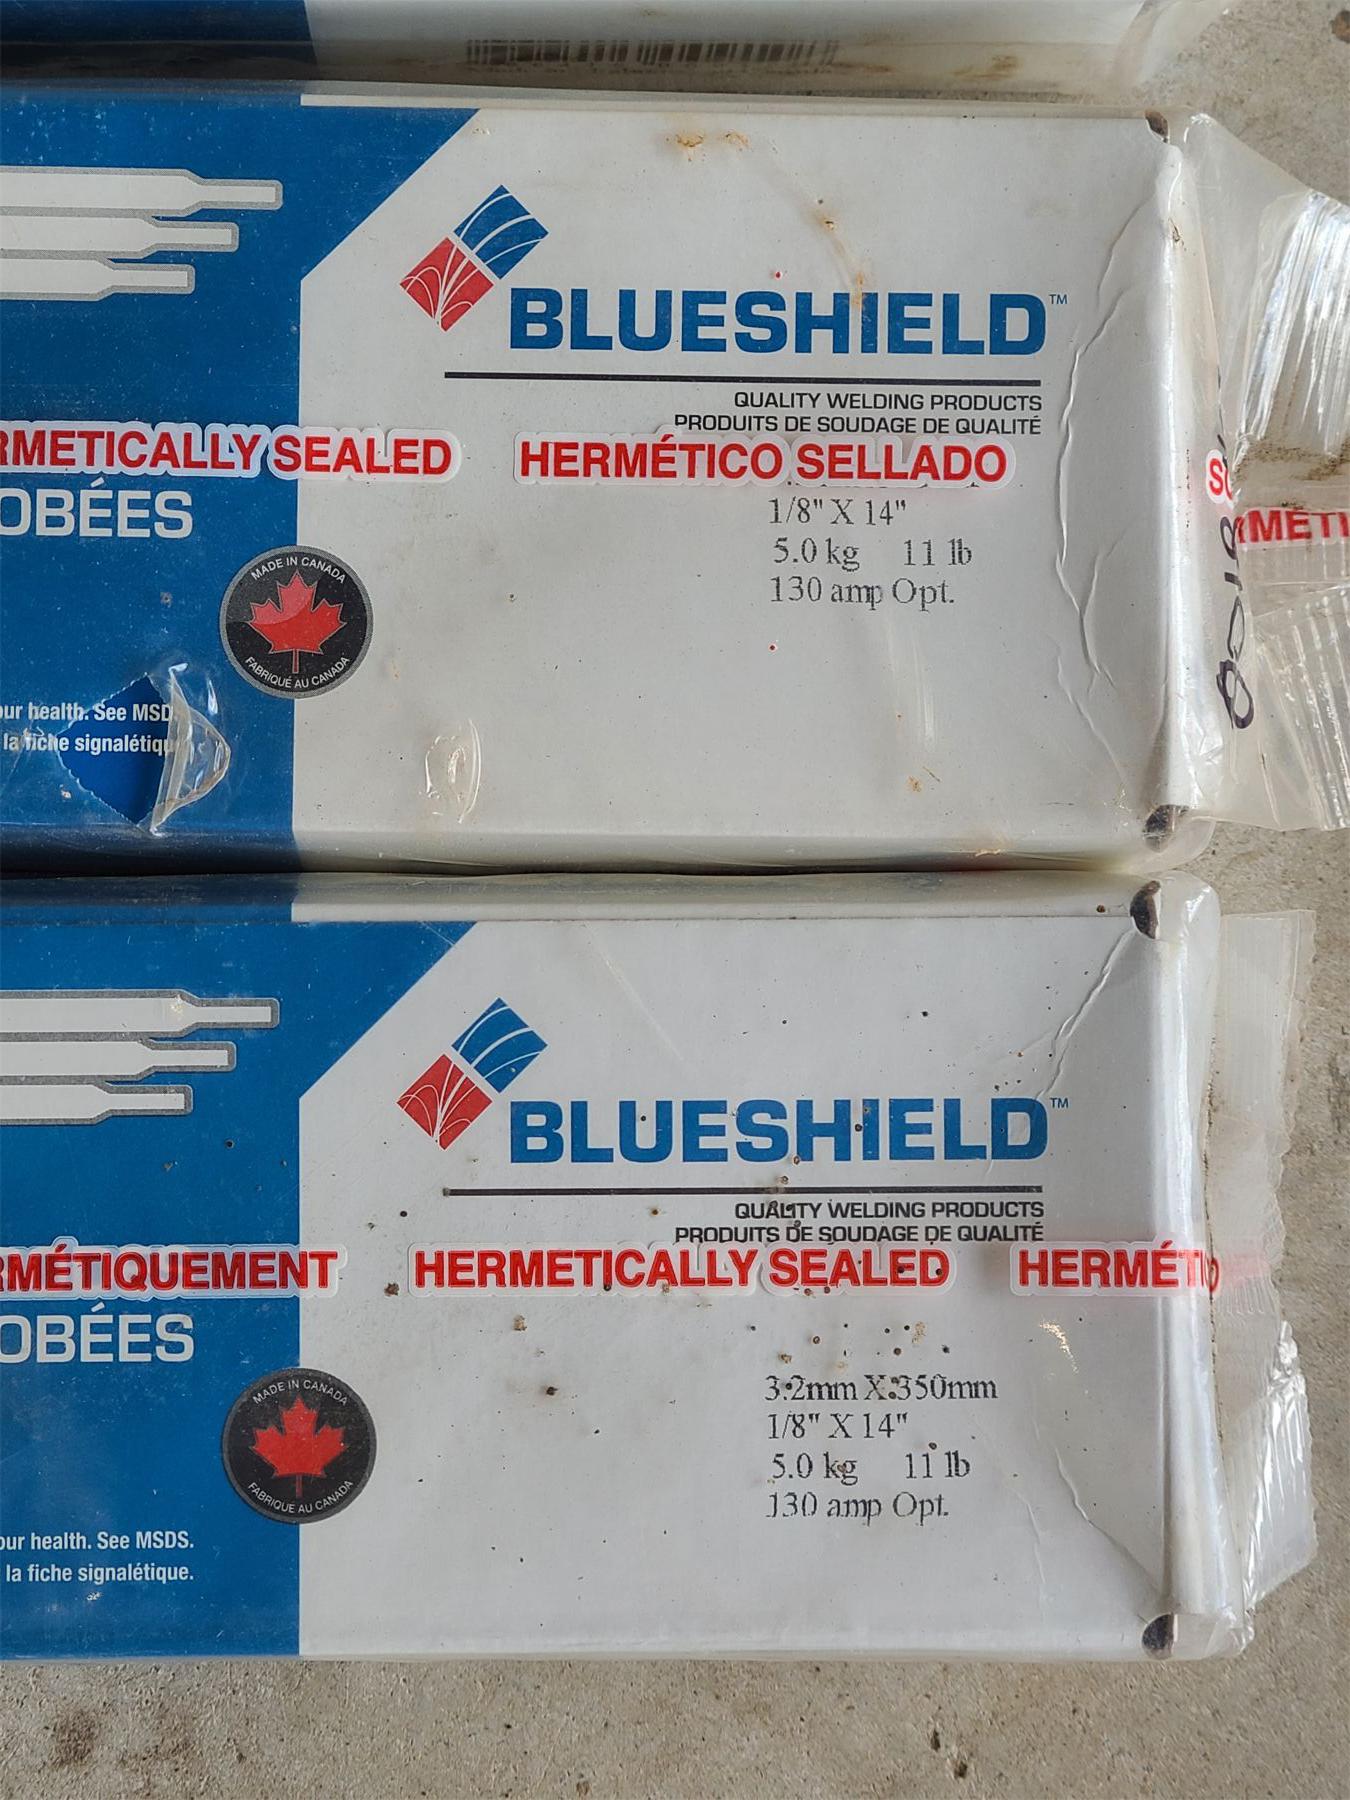 BLUESHIELD™
QUALITY WELDING PRODUCTS
PRODUITS DE SOUDAGE DE QUALITÉ
RMETICALLY SEALED HERMÉTICO SELLADO
OBÉES
1/8" X 14"
5.0 kg 11 lb
130 amp Opt.
MADE IN CANADA
FABRIQUÉ AU CANADA
our health. See MSD
la fiche signalétiqu
RMÉTI
BLUESHIELD™
QUALITY WELDING PRODUCTS
PRODUITS DE SOUDAGE DE QUALITÉ
RMÉTIQUEMENT HERMETICALLY SEALED HERMÉTIC
OBÉES
3.2mm X 350mm
1/8" X 14"
5.0 kg 11 lb
130 amp Opt.
MADE IN CANADA
FABRIQUÉ AU CANADA
our health. See MSDS.
la fiche signalétique.